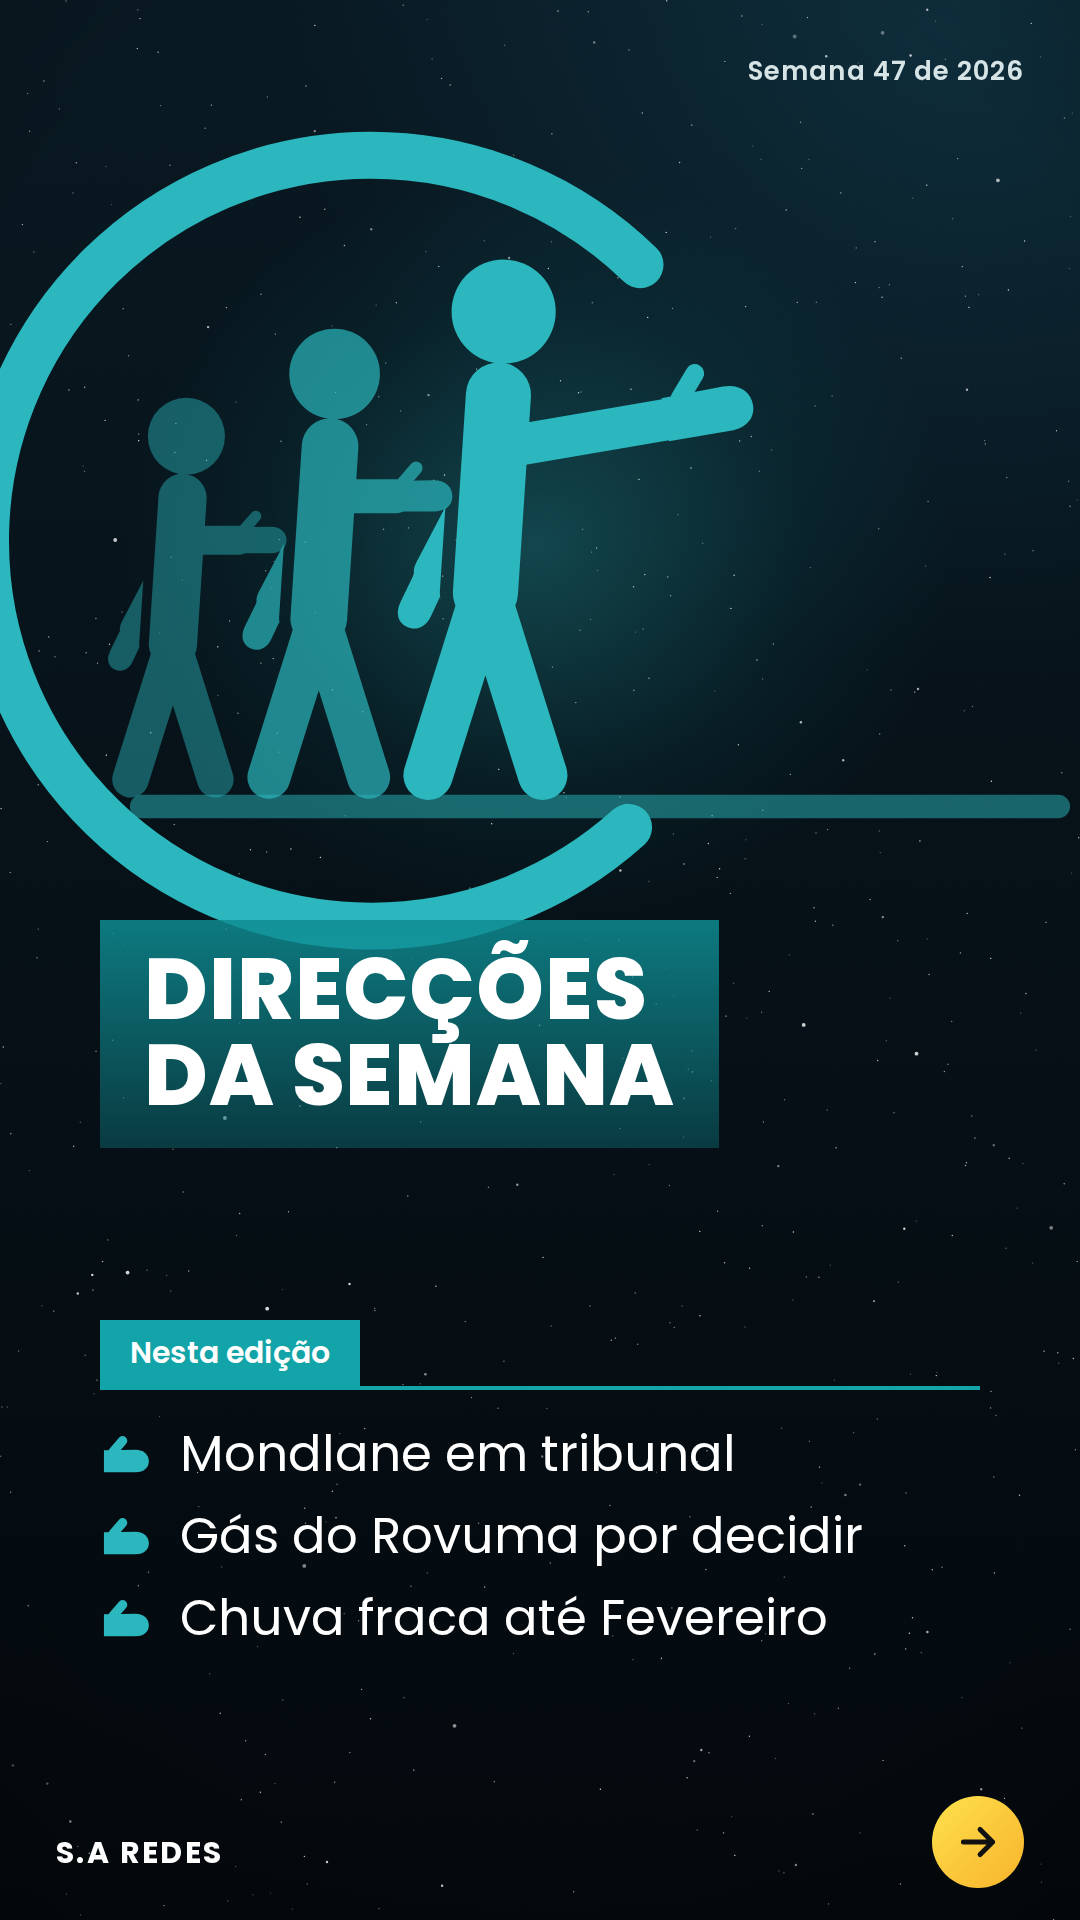 Semana 47 de 2026
DIRECÇÕES
DA SEMANA
Nesta edição
Mondlane em tribunal
Gás do Rovuma por decidir
Chuva fraca até Fevereiro
S.A REDES